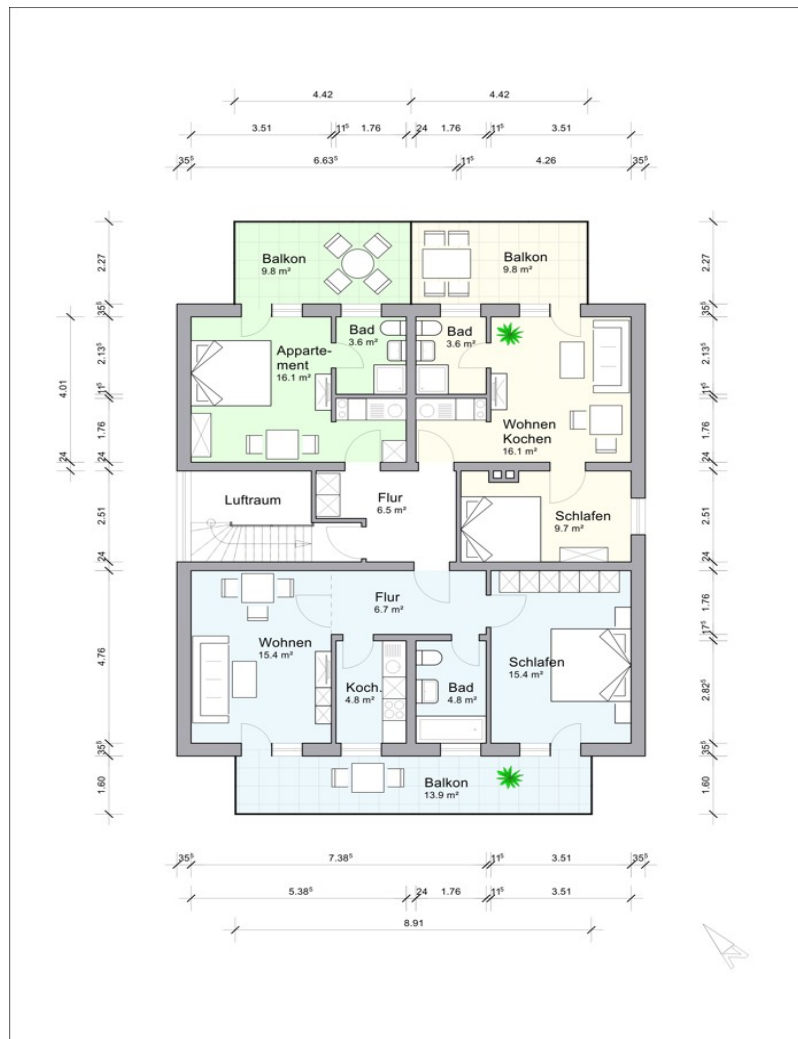 4.42 4.42
3.51 11⁵ 1.76 24 1.76 11⁵ 3.51
35⁵ 6.63⁵ 11⁵ 4.26 35⁵
2.27
35⁵
2.13⁵
11⁵
1.76
24
2.51
24
4.76
35⁵
1.60
4.01
24
Balkon
9.8 m²
Balkon
9.8 m²
Bad
3.6 m²
Bad
3.6 m²
Apparte-
ment
16.1 m²
Wohnen
Kochen
16.1 m²
Luftraum
Flur
6.5 m²
Schlafen
9.7 m²
Flur
6.7 m²
Wohnen
15.4 m²
Koch.
4.8 m²
Bad
4.8 m²
Schlafen
15.4 m²
Balkon
13.9 m²
2.27
35⁵
2.13⁵
11⁵
1.76
24
2.51
24
1.76
17⁵
2.82⁵
35⁵
1.60
35⁵ 7.38⁵ 11⁵ 3.51 35⁵
5.38⁵ 24 1.76 11⁵ 3.51
8.91